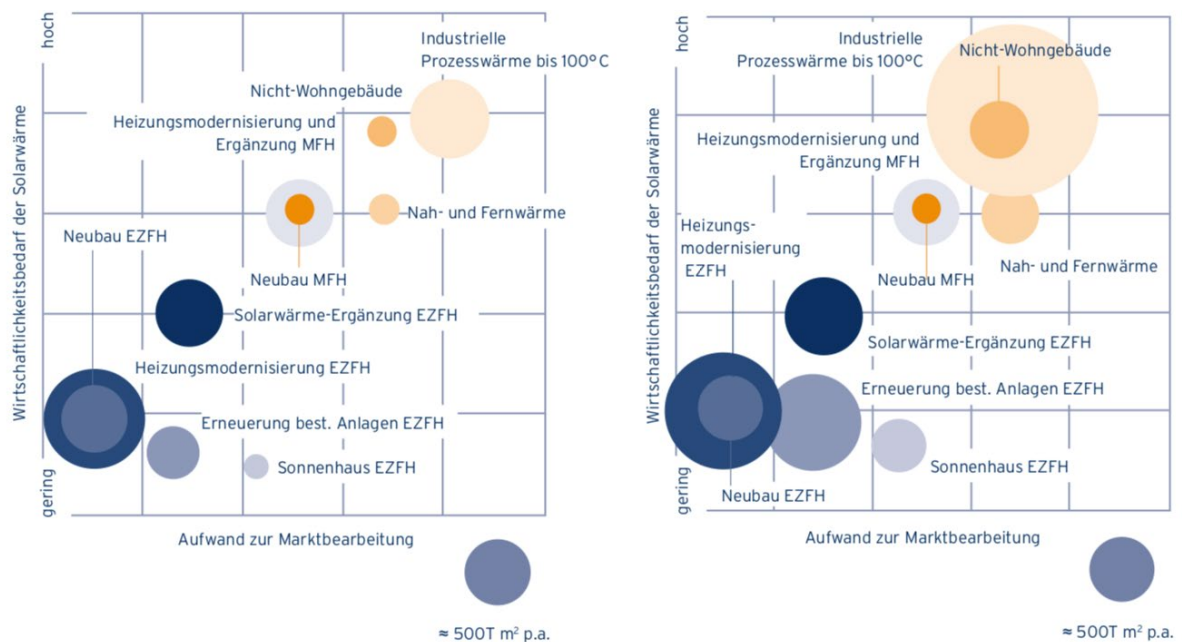 Wirtschaftlichkeitsbedarf der Solarwärme
hoch
gering
Industrielle
Prozesswärme bis 100°C
Nicht-Wohngebäude
Heizungsmodernisierung und
Ergänzung MFH
Nah- und Fernwärme
Neubau EZFH
Neubau MFH
Solarwärme-Ergänzung EZFH
Heizungsmodernisierung EZFH
Erneuerung best. Anlagen EZFH
Sonnenhaus EZFH
Aufwand zur Marktbearbeitung
≈ 500T m² p.a.
Wirtschaftlichkeitsbedarf der Solarwärme
hoch
gering
Industrielle
Prozesswärme bis 100°C
Nicht-Wohngebäude
Heizungsmodernisierung und
Ergänzung MFH
Heizungs-
modernisierung
EZFH
Neubau MFH
Nah- und Fernwärme
Solarwärme-Ergänzung EZFH
Erneuerung best. Anlagen EZFH
Sonnenhaus EZFH
Neubau EZFH
Aufwand zur Marktbearbeitung
≈ 500T m² p.a.